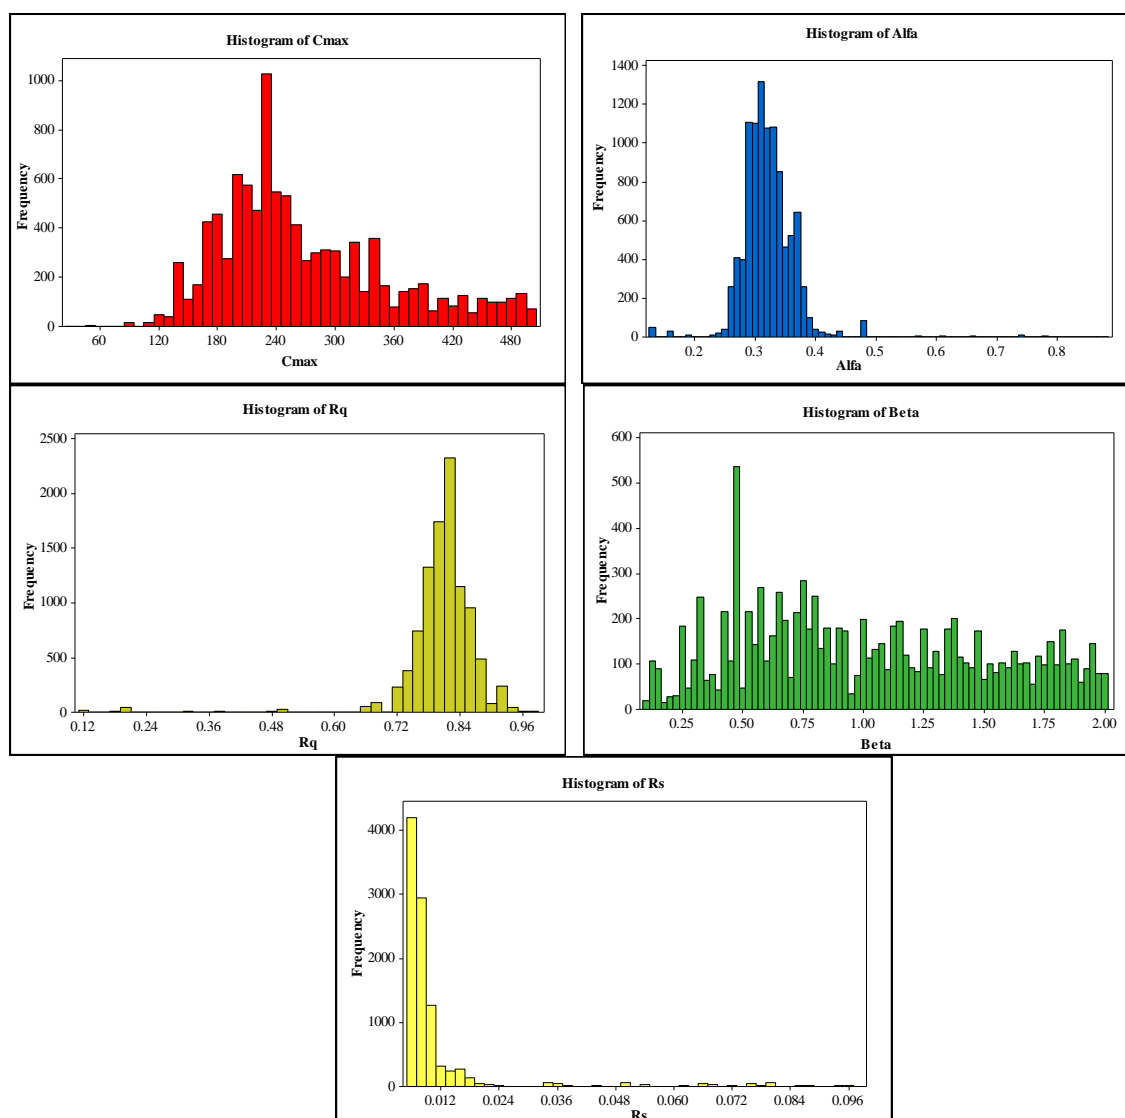 Histogram of Cmax
1000
800
600
400
200
0
Frequency
60 120 180 240 300 360 420 480
Cmax
Histogram of Alfa
1400
1200
1000
800
600
400
200
0
Frequency
0.2 0.3 0.4 0.5 0.6 0.7 0.8
Alfa
Histogram of Rq
2500
2000
1500
1000
500
0
Frequency
0.12 0.24 0.36 0.48 0.60 0.72 0.84 0.96
Rq
Histogram of Beta
600
500
400
300
200
100
0
Frequency
0.25 0.50 0.75 1.00 1.25 1.50 1.75 2.00
Beta
Histogram of Rs
4000
3000
2000
1000
0
Frequency
0.012 0.024 0.036 0.048 0.060 0.072 0.084 0.096
Rs